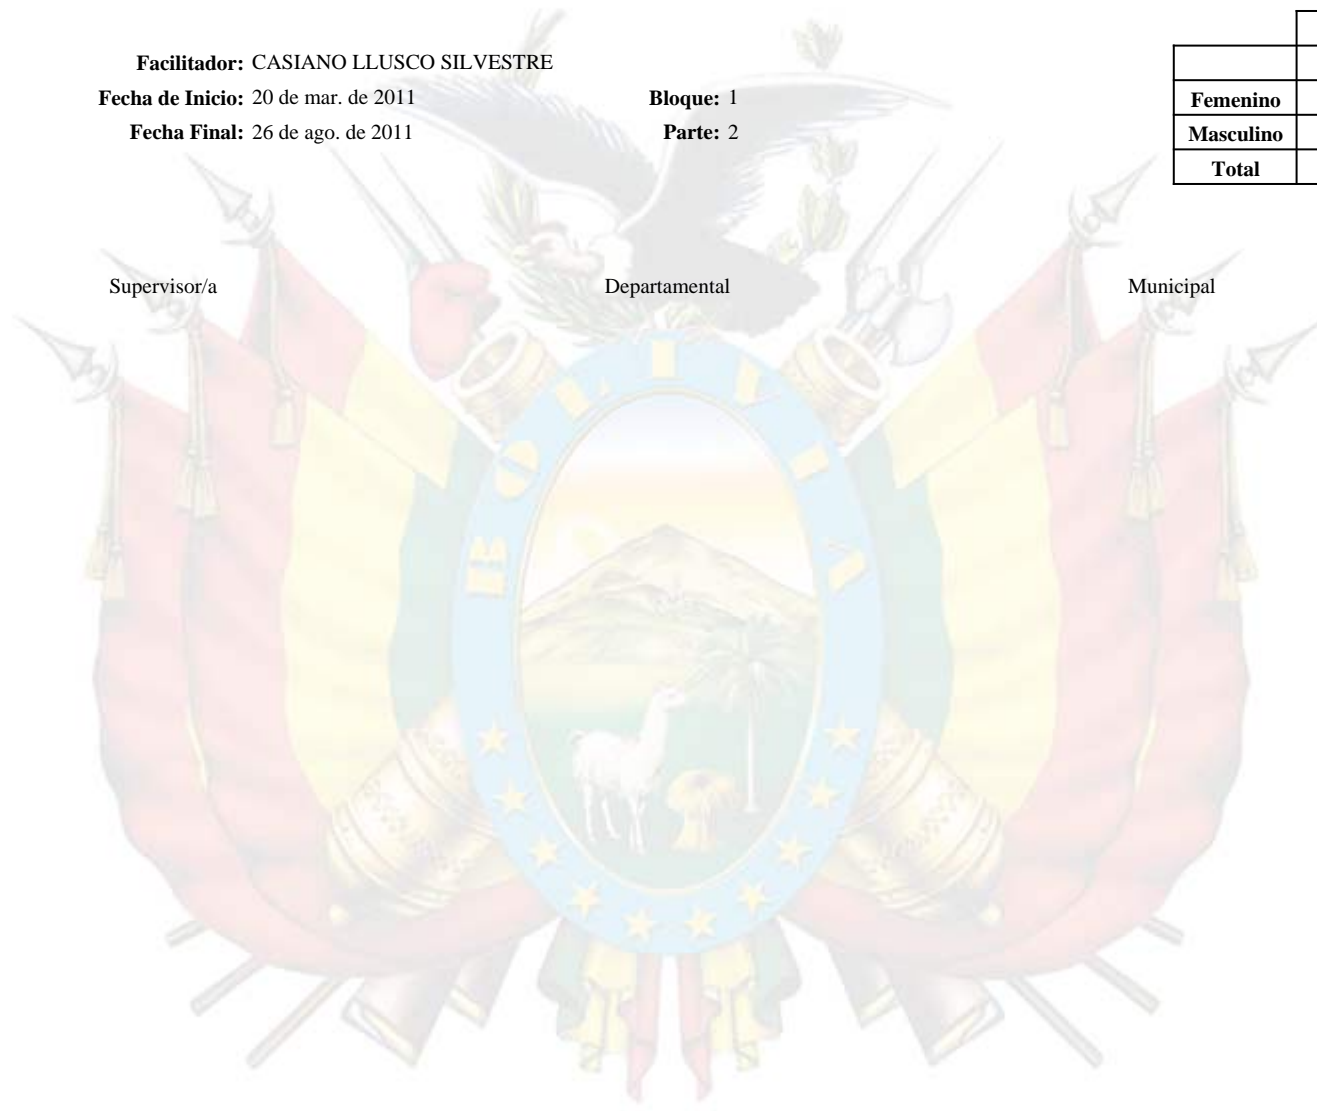 Facilitador: CASIANO LLUSCO SILVESTRE
Fecha de Inicio: 20 de mar. de 2011 Bloque: 1
Fecha Final: 26 de ago. de 2011 Parte: 2
Femenino
Masculino
Total
Supervisor/a Departamental Municipal
BOLIVIA